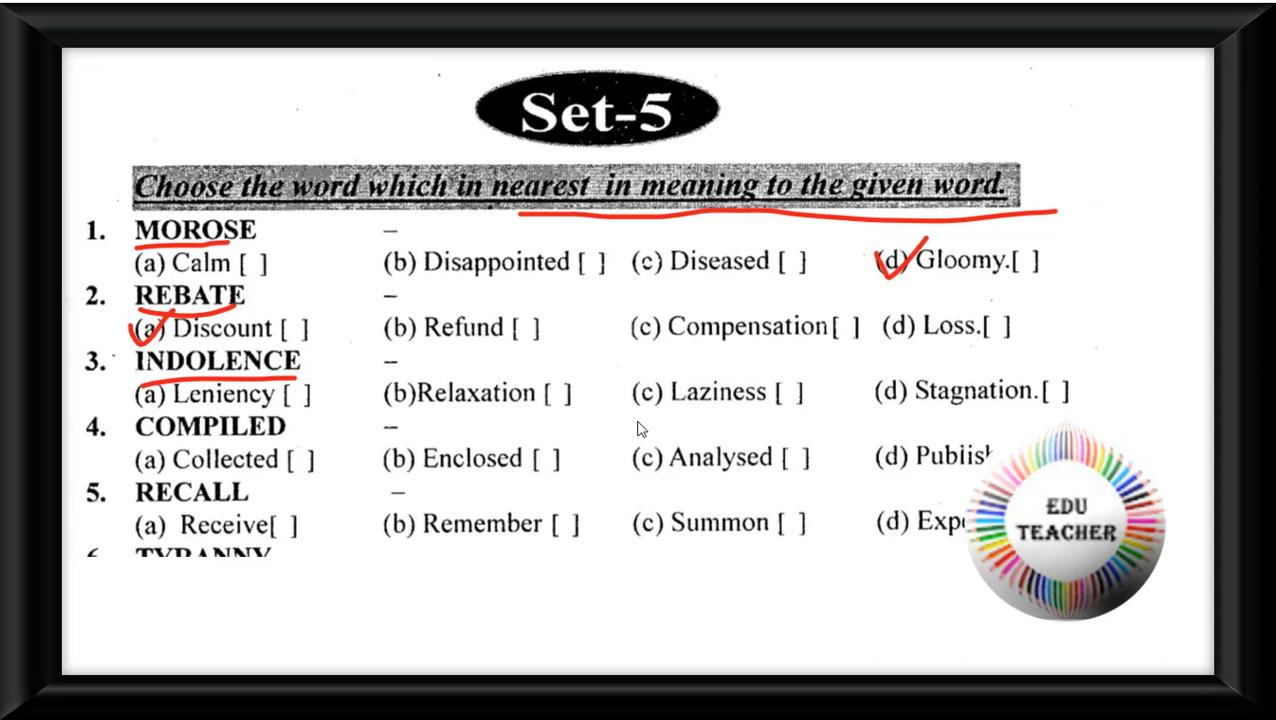 Set-5
Choose the word which in nearest in meaning to the given word.
1. MOROSE –
(a) Calm [ ] (b) Disappointed [ ] (c) Diseased [ ] (d) Gloomy.[ ]
2. REBATE –
(a) Discount [ ] (b) Refund [ ] (c) Compensation [ ] (d) Loss.[ ]
3. INDOLENCE –
(a) Leniency [ ] (b)Relaxation [ ] (c) Laziness [ ] (d) Stagnation.[ ]
4. COMPILED –
(a) Collected [ ] (b) Enclosed [ ] (c) Analysed [ ] (d)
5. RECALL –
(a) Receive[ ] (b) Remember [ ] (c) Summon [ ] (d)
EDU
TEACHER